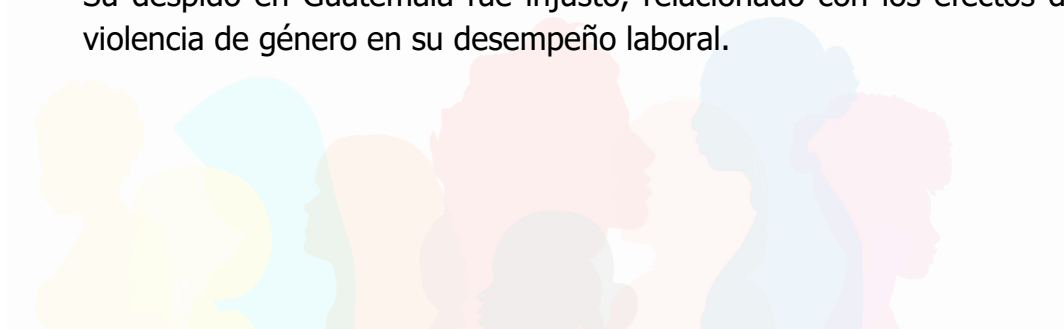 Su despido en Guatemala fue injusto, relacionado con los efectos d
violencia de género en su desempeño laboral.